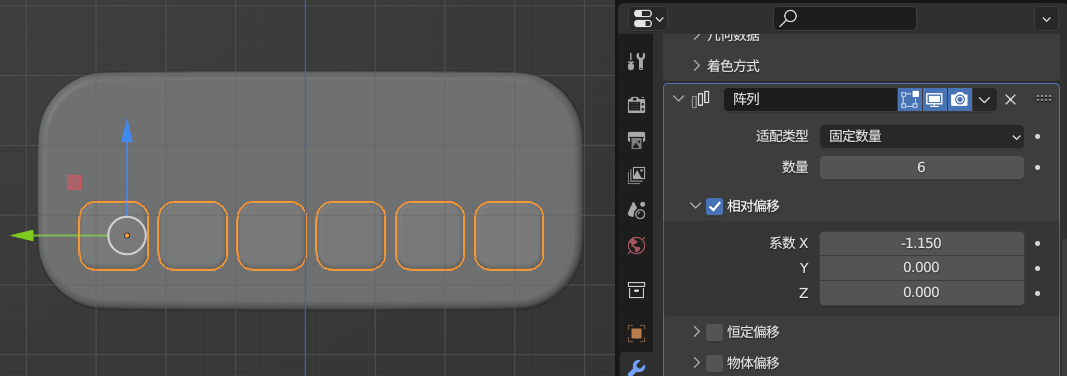 几何数据
着色方式
阵列
适配类型 固定数量
数量 6
相对偏移
系数 X -1.150
Y 0.000
Z 0.000
恒定偏移
物体偏移